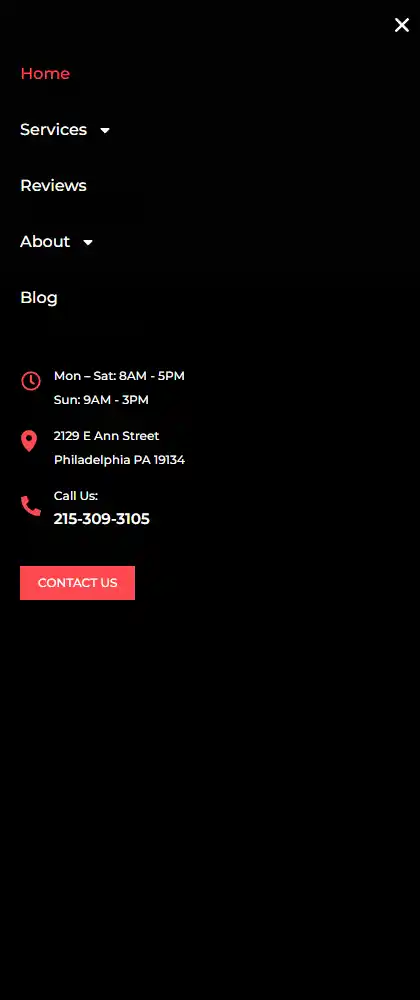 Home
Services
Reviews
About
Blog
Mon – Sat: 8AM - 5PM
Sun: 9AM - 3PM
2129 E Ann Street
Philadelphia PA 19134
Call Us:
215-309-3105
CONTACT US